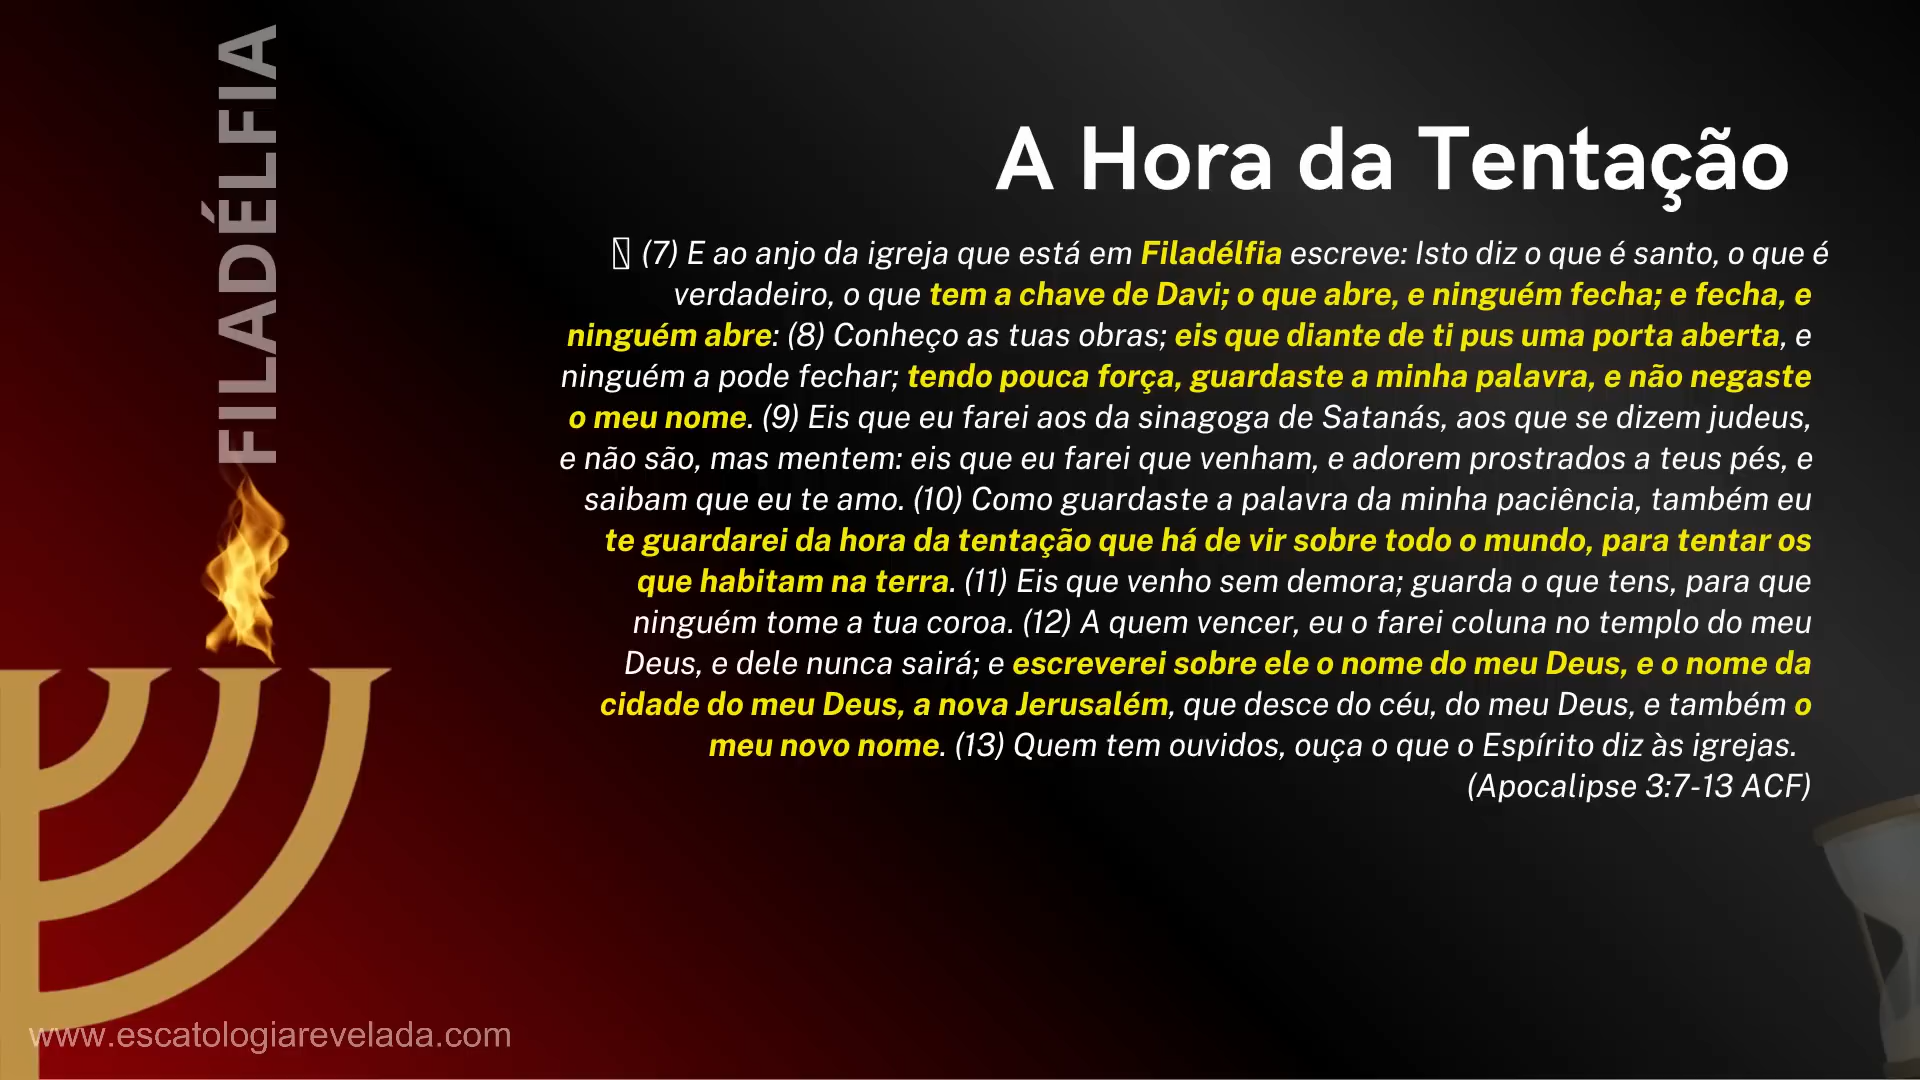 FILADÉLFIA
A Hora da Tentação
(7) E ao anjo da igreja que está em Filadélfia escreve: Isto diz o que é santo, o que é
verdadeiro, o que tem a chave de Davi; o que abre, e ninguém fecha; e fecha, e
ninguém abre: (8) Conheço as tuas obras; eis que diante de ti pus uma porta aberta, e
ninguém a pode fechar; tendo pouca força, guardaste a minha palavra, e não negaste
o meu nome. (9) Eis que eu farei aos da sinagoga de Satanás, aos que se dizem judeus,
e não são, mas mentem: eis que eu farei que venham, e adorem prostrados a teus pés, e
saibam que eu te amo. (10) Como guardaste a palavra da minha paciência, também eu
te guardarei da hora da tentação que há de vir sobre todo o mundo, para tentar os
que habitam na terra. (11) Eis que venho sem demora; guarda o que tens, para que
ninguém tome a tua coroa. (12) A quem vencer, eu o farei coluna no templo do meu
Deus, e dele nunca sairá; e escreverei sobre ele o nome do meu Deus, e o nome da
cidade do meu Deus, a nova Jerusalém, que desce do céu, do meu Deus, e também o
meu novo nome. (13) Quem tem ouvidos, ouça o que o Espírito diz às igrejas.
(Apocalipse 3:7-13 ACF)
www.escatologiarevelada.com